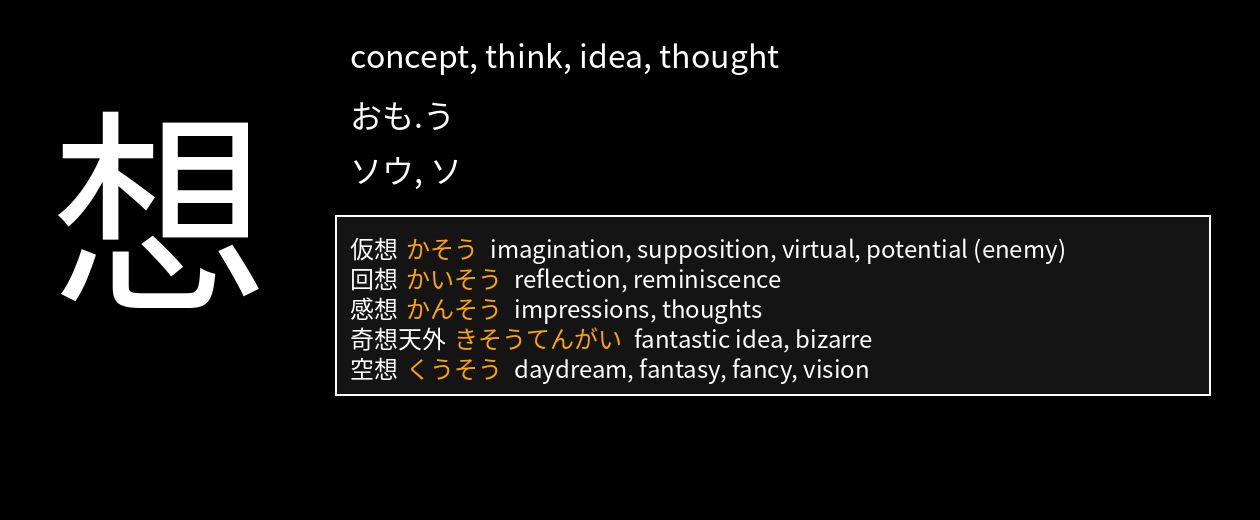 想
concept, think, idea, thought
おも.う
ソウ, ソ
仮想 かそう imagination, supposition, virtual, potential (enemy)
回想 かいそう reflection, reminiscence
感想 かんそう impressions, thoughts
奇想天外 きそうてんがい fantastic idea, bizarre
空想 くうそう daydream, fantasy, fancy, vision